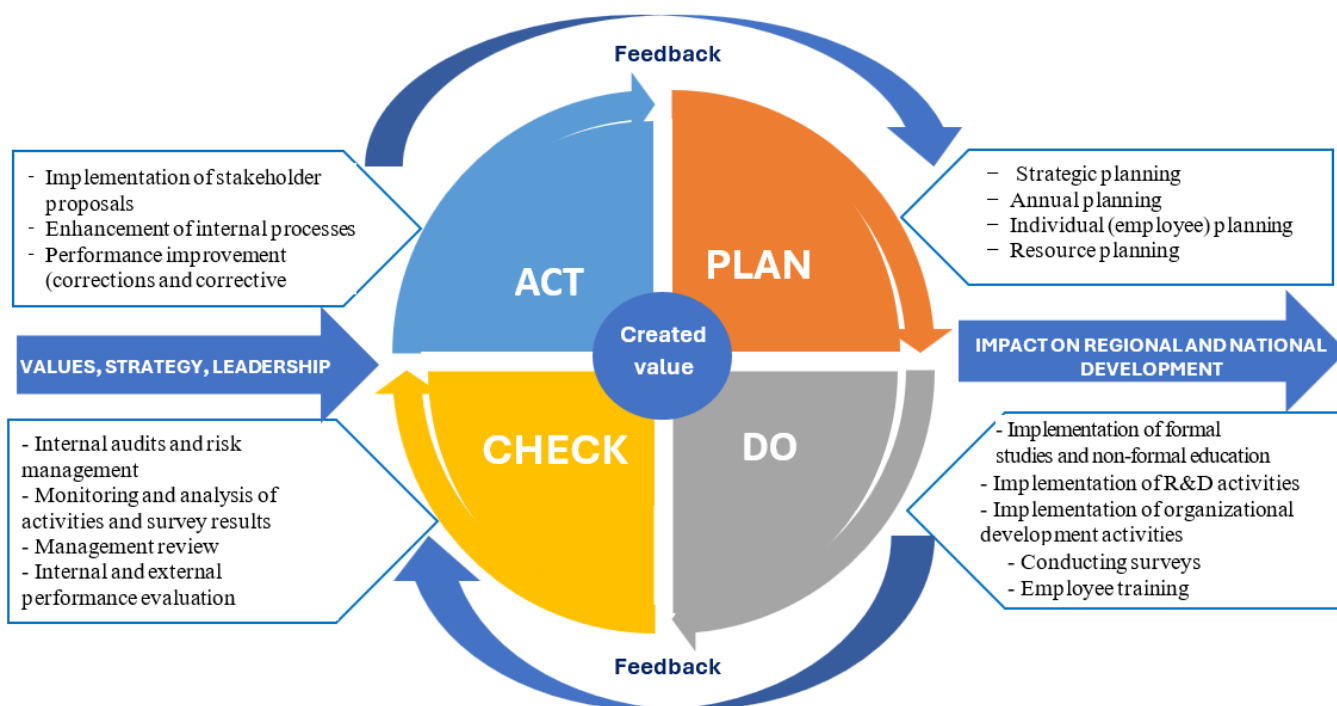 Feedback
- Implementation of stakeholder
proposals
- Enhancement of internal processes
- Performance improvement
(corrections and corrective
– Strategic planning
– Annual planning
– Individual (employee) planning
– Resource planning
ACT
PLAN
Created
value
VALUES, STRATEGY, LEADERSHIP
IMPACT ON REGIONAL AND NATIONAL
DEVELOPMENT
CHECK
DO
- Internal audits and risk
management
- Monitoring and analysis of
activities and survey results
- Management review
- Internal and external
performance evaluation
- Implementation of formal
studies and non-formal education
- Implementation of R&D activities
- Implementation of organizational
development activities
- Conducting surveys
- Employee training
Feedback